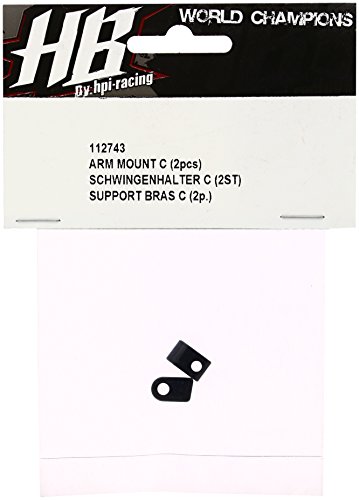 HB
WORLD CHAMPIONS
By hpi-racing
112743
ARM MOUNT C (2pcs)
SCHWINGENHALTER C (2ST)
SUPPORT BRAS C (2p.)